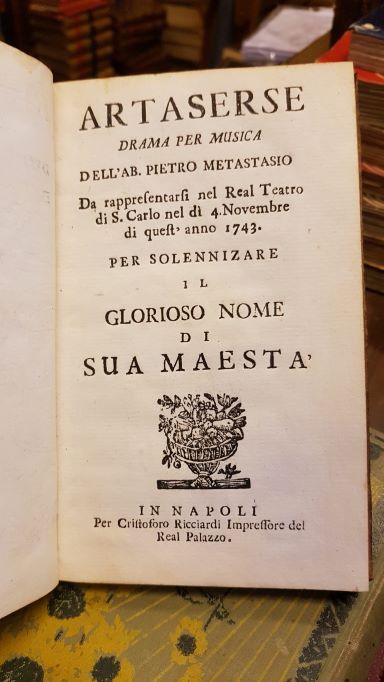 ARTASERSE
DRAMA PER MUSICA
DELL'AB. PIETRO METASTASIO
Da rappresentarsi nel Real Teatro
di S. Carlo nel dì 4. Novembre
di quest' anno 1743.
PER SOLENNIZARE
IL
GLORIOSO NOME
DI
SUA MAESTA'
IN NAPOLI
Per Cristoforo Ricciardi Impressore del
Real Palazzo.